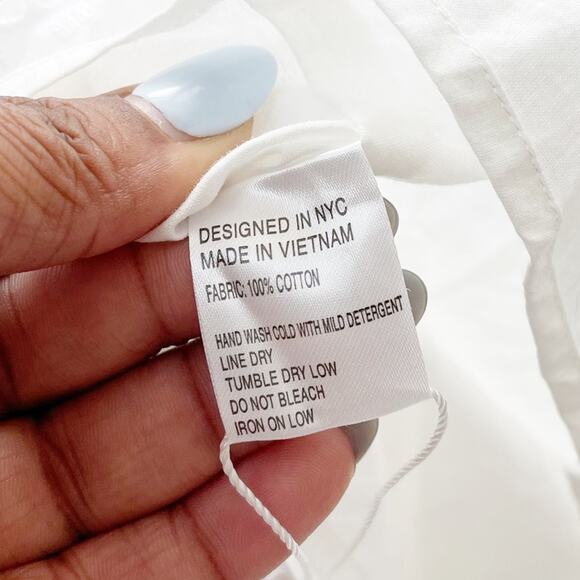 DESIGNED IN NYC
MADE IN VIETNAM
FABRIC: 100% COTTON
HAND WASH COLD WITH MILD DETERGENT
LINE DRY
TUMBLE DRY LOW
DO NOT BLEACH
IRON ON LOW